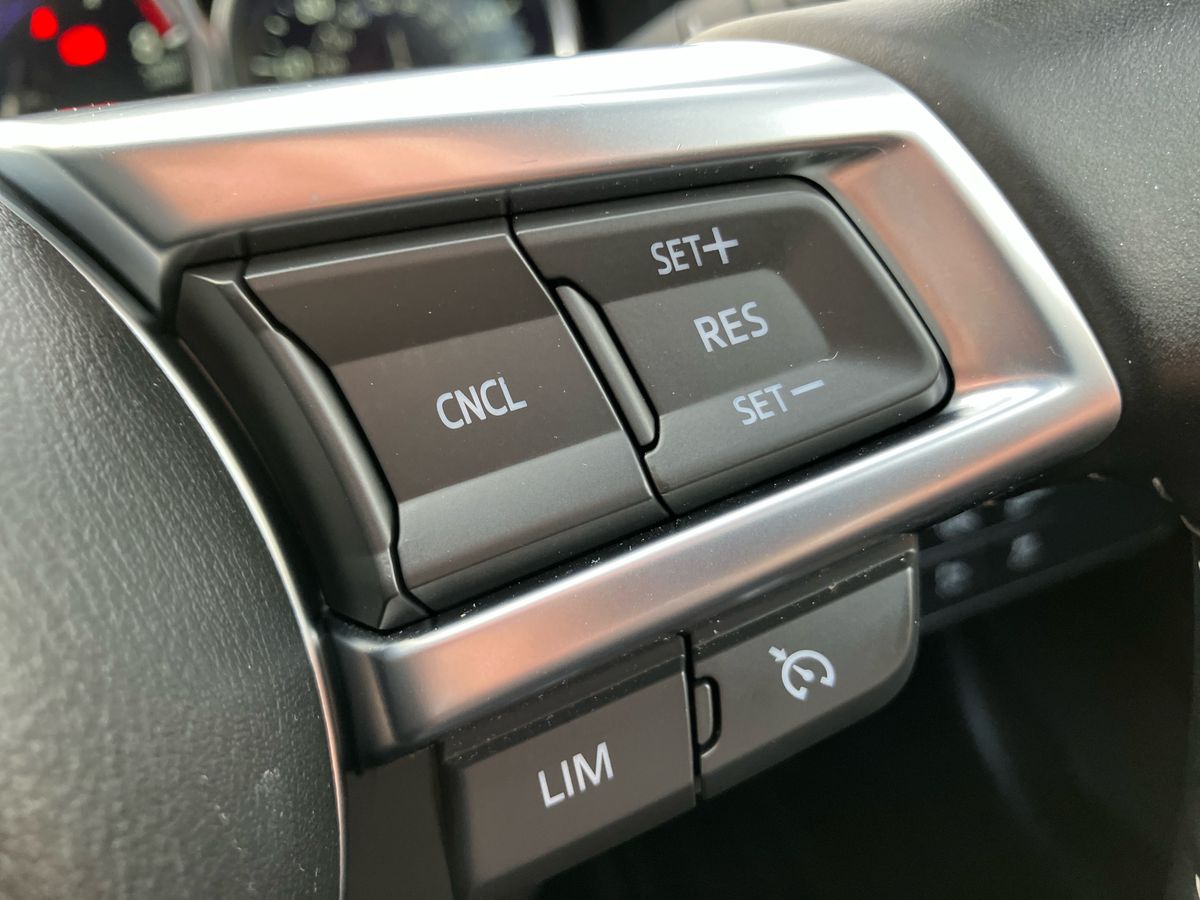 SET+
RES
CNCL
SET−
LIM